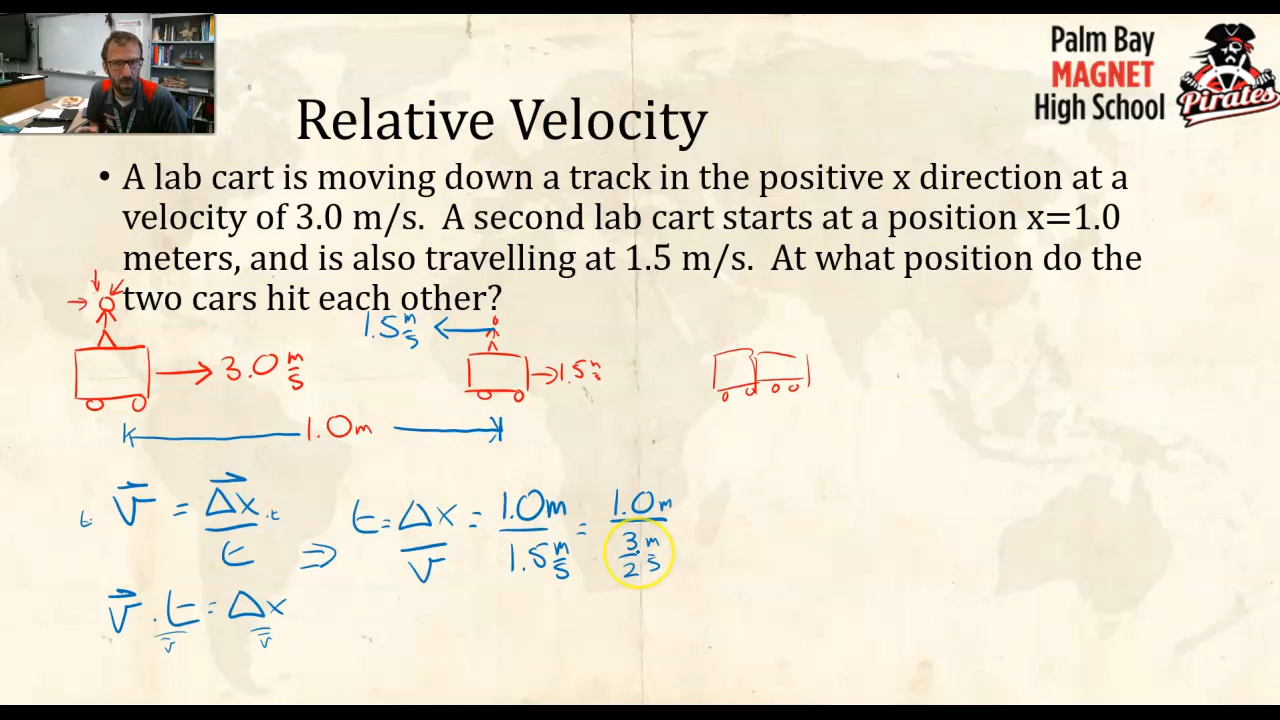 Palm Bay
MAGNET
High School
Pirates
Relative Velocity
• A lab cart is moving down a track in the positive x direction at a
velocity of 3.0 m/s. A second lab cart starts at a position x=1.0
meters, and is also travelling at 1.5 m/s. At what position do the
two cars hit each other?
1.5 m/s
3.0 m/s
1.5 m/s
1.0m
t· V⃗ = Δx⃗/t ·t ⇒ t = Δx/V = 1.0m/1.5 m/s = 1.0m/(3/2 m/s)
V⃗ · t/v = Δx/v